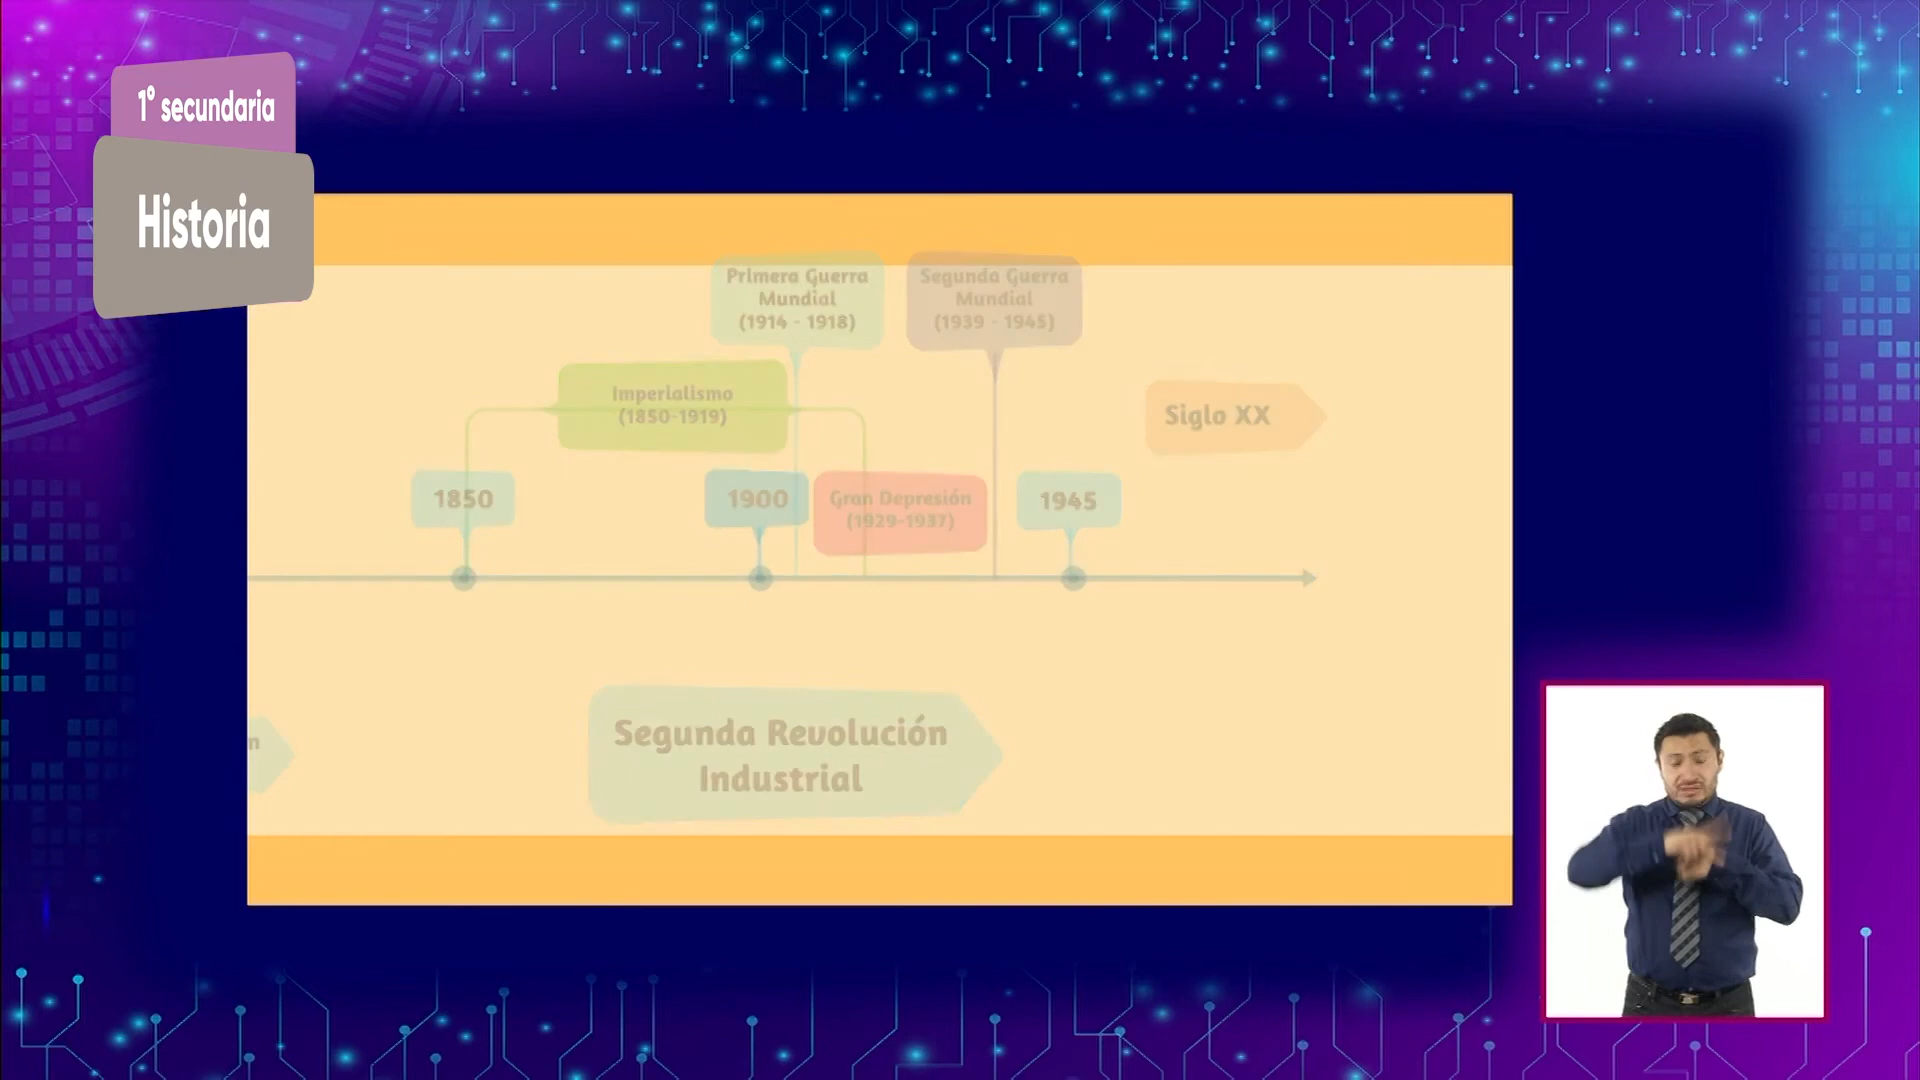 1° secundaria
Historia
Primera Guerra
Mundial
(1914 - 1918)
Segunda Guerra
Mundial
(1939 - 1945)
Imperialismo
(1850-1919)
Siglo XX
1850
1900
Gran Depresión
(1929-1937)
1945
n
Segunda Revolución
Industrial